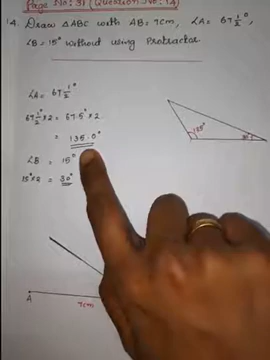 Page No: 31 (Question No: 14)
14. Draw △ABC with AB = 7cm, ∠A = 67 1/2°,
∠B = 15° without using Protractor.
∠A = 67 1/2°
67 1/2° × 2 = 67.5° × 2
= 135.0°
∠B = 15°
15° × 2 = 30°
135°
30°
A
7cm